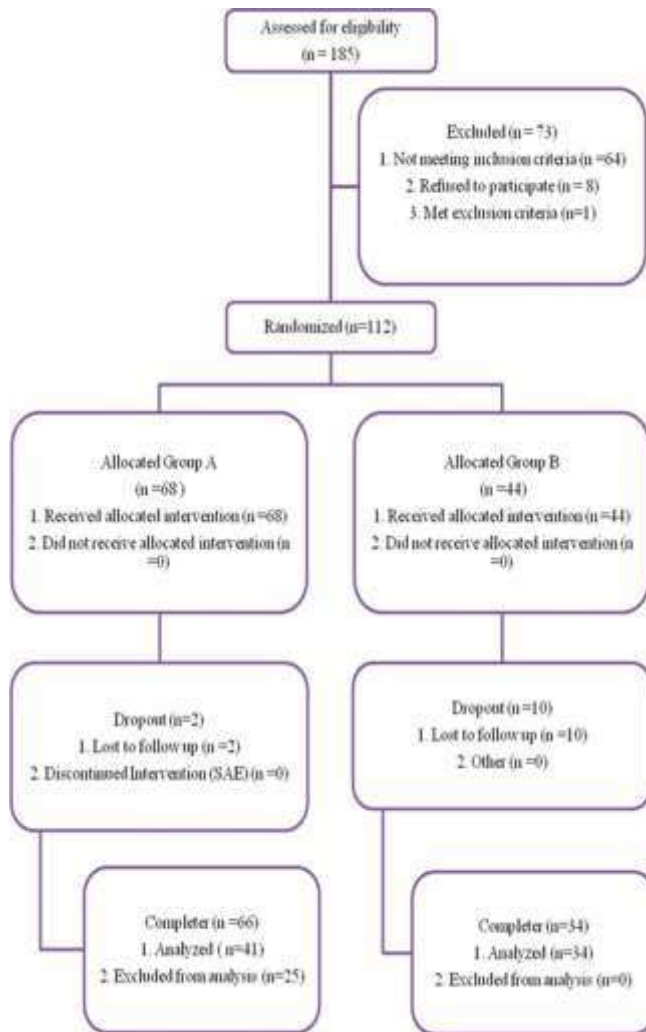 Assessed for eligibility
(n = 185)
Excluded (n = 73)
1. Not meeting inclusion criteria (n =64)
2. Refused to participate (n = 8)
3. Met exclusion criteria (n=1)
Randomized (n=112)
Allocated Group A
(n =68 )
1. Received allocated intervention (n =68)
2. Did not receive allocated intervention (n
=0)
Allocated Group B
(n =44)
1. Received allocated intervention (n =44)
2. Did not receive allocated intervention (n
=0)
Dropout (n=2)
1. Lost to follow up (n =2)
2. Discontinued Intervention (SAE) (n =0)
Dropout (n =10)
1. Lost to follow up (n =10)
2. Other (n =0)
Completer (n =66)
1. Analyzed ( n=41)
2. Excluded from analysis (n=25)
Completer (n=34)
1. Analyzed (n=34)
2. Excluded from analysis (n=0)